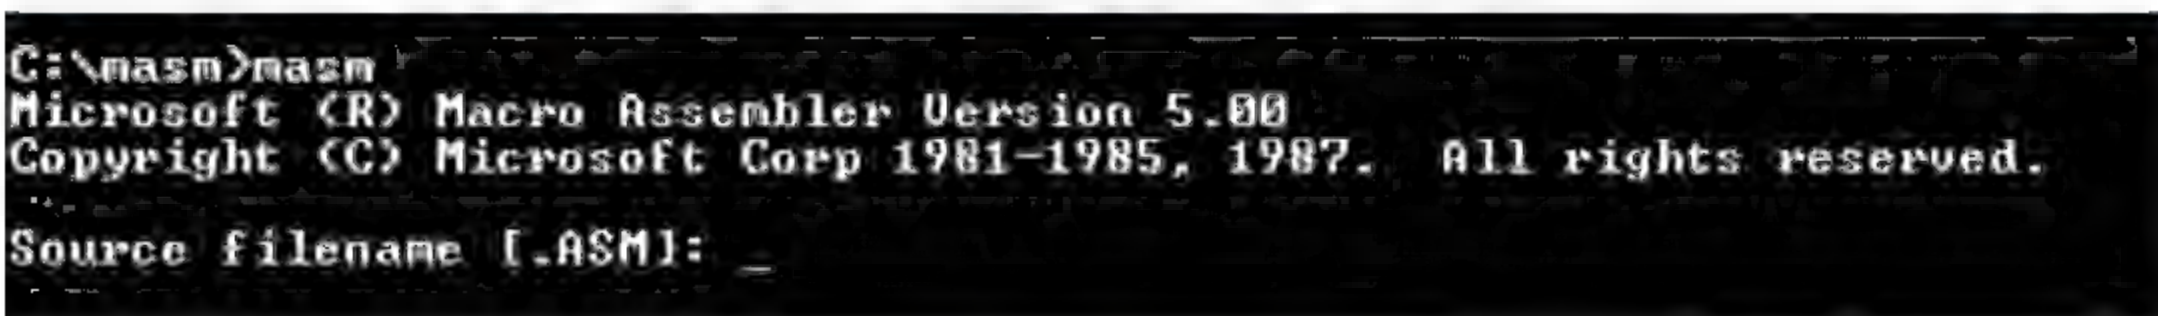 C:\masm>masm
Microsoft (R) Macro Assembler Version 5.00
Copyright (C) Microsoft Corp 1981-1985, 1987.  All rights reserved.
Source filename [.ASM]: _